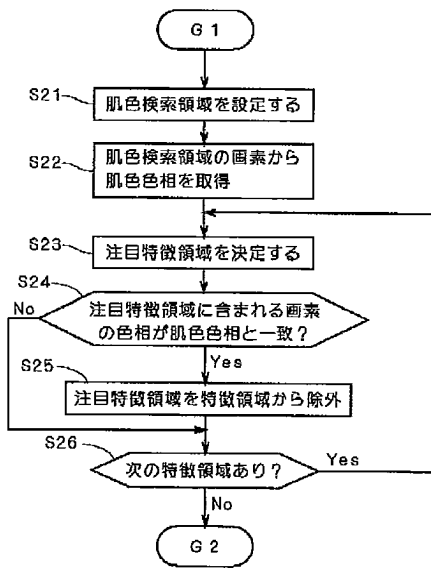 G1
S21
肌色検索領域を設定する
S22
肌色検索領域の画素から
肌色色相を取得
S23
注目特徴領域を決定する
S24
No
注目特徴領域に含まれる画素
の色相が肌色色相と一致？
S25
Yes
注目特徴領域を特徴領域から除外
S26
次の特徴領域あり？
Yes
No
G2